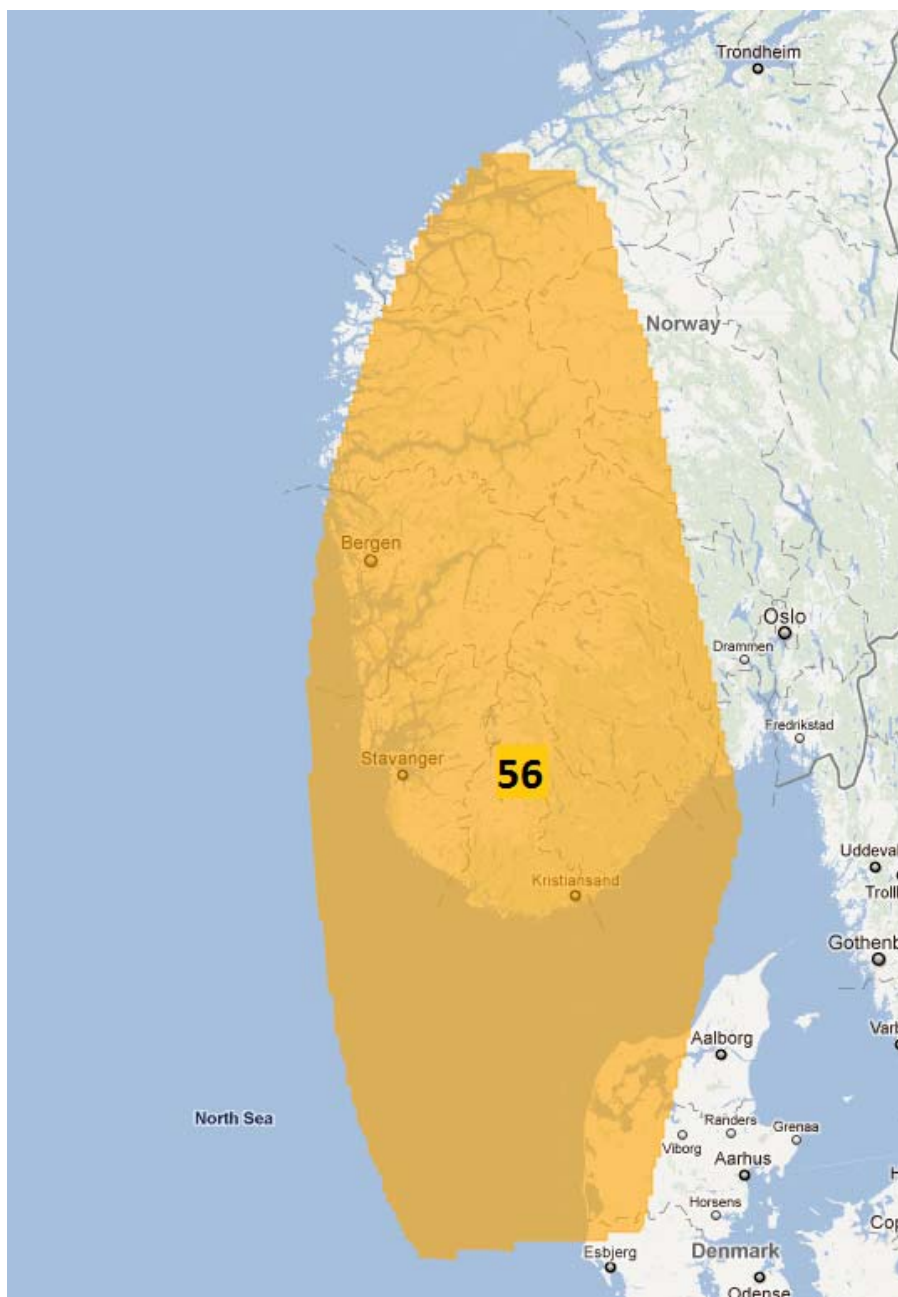 Trondheim
Norway
Bergen
Oslo
Drammen
Fredrikstad
Stavanger
56
Uddeval
Kristiansand
Trollh
Gothenb
Aalborg
Varb
North Sea
Randers
Grenaa
Viborg
Aarhus
H
Horsens
Cop
Esbjerg
Denmark
Odense